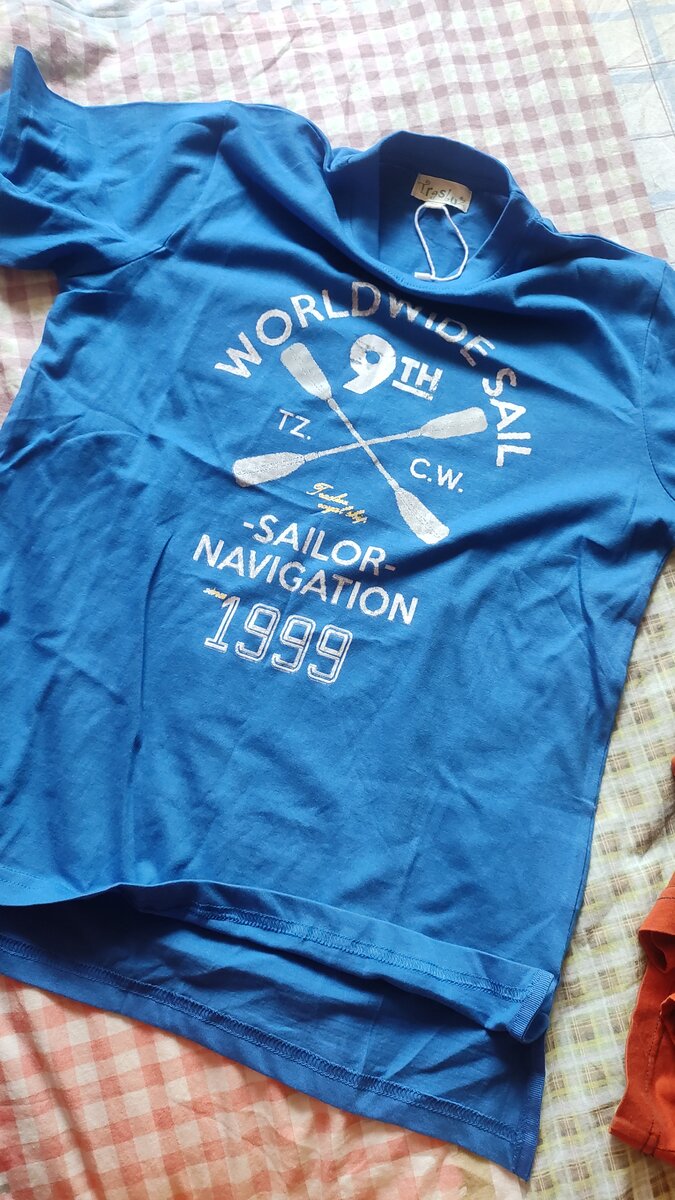 WORLDWIDE SAIL
9TH
TZ.
C.W.
-SAILOR-
NAVIGATION
1999